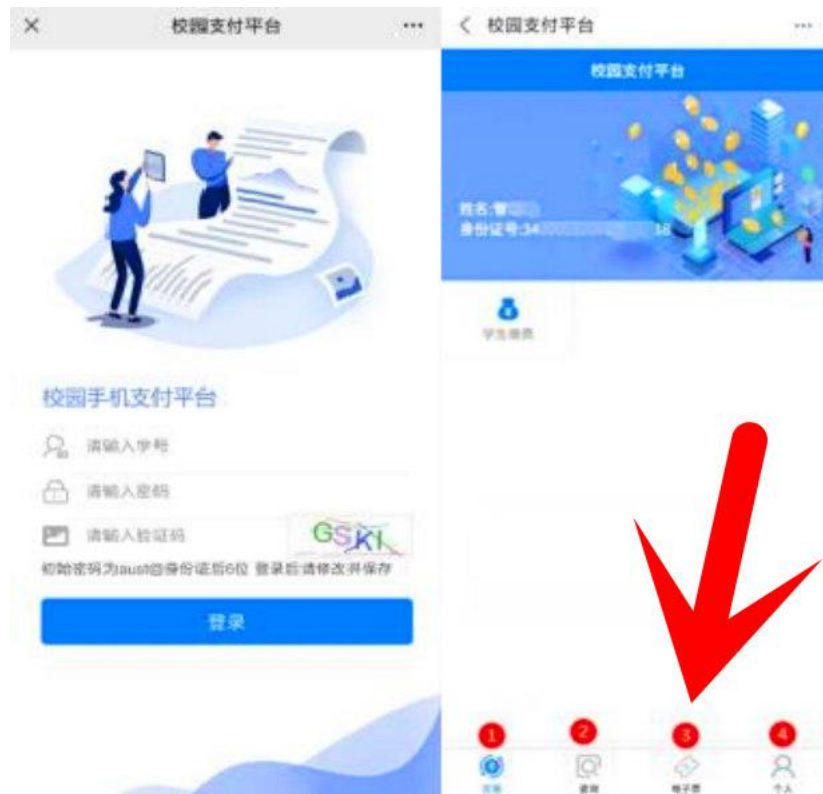 校园支付平台
校园手机支付平台
请输入学号
请输入密码
请输入验证码
GSKI
初始密码为aust@身份证后6位 登录后请修改并保存
登录
校园支付平台
校园支付平台
姓名:曾
身份证号:34 18
学生缴费
1
2
3
4
查询
电子票
个人